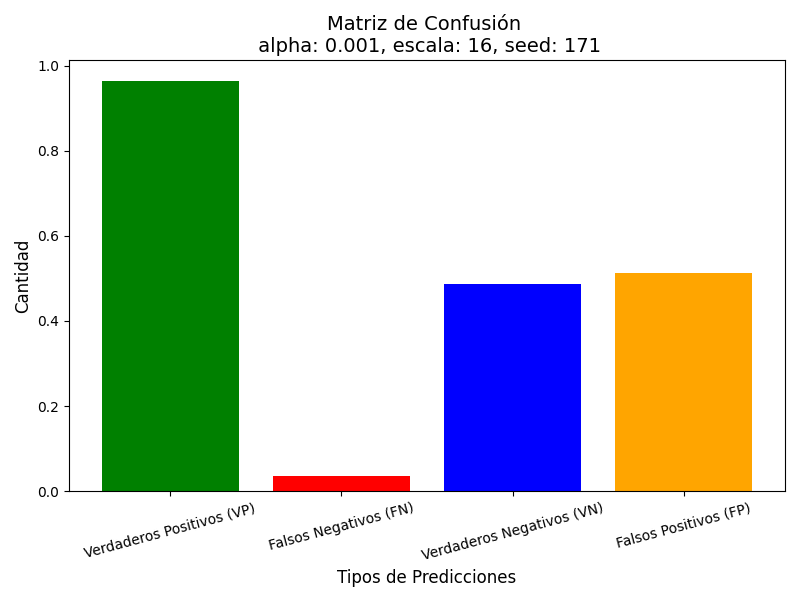 Matriz de Confusión
alpha: 0.001, escala: 16, seed: 171
Cantidad
1.0
0.8
0.6
0.4
0.2
0.0
Verdaderos Positivos (VP)
Falsos Negativos (FN)
Verdaderos Negativos (VN)
Falsos Positivos (FP)
Tipos de Predicciones